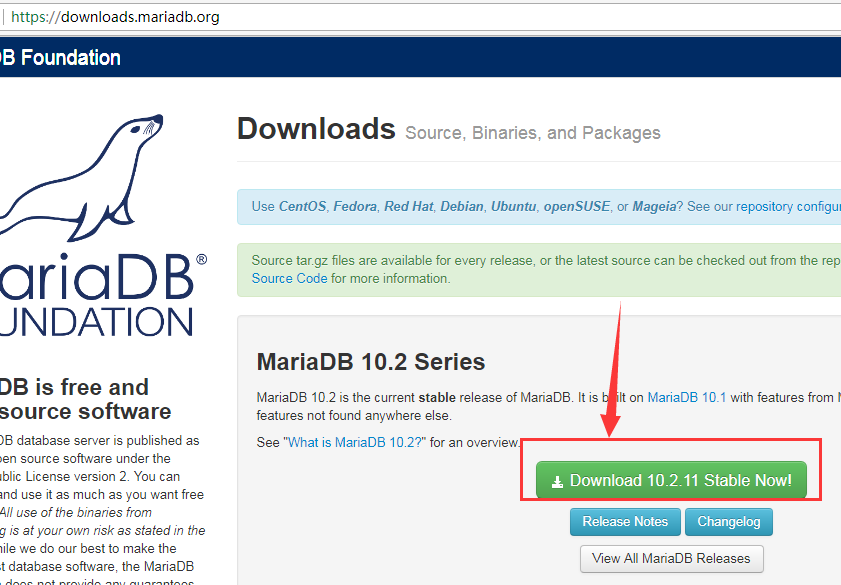 https://downloads.mariadb.org
DB Foundation
ariaDB®
UNDATION
DB is free and
source software
DB database server is published as
pen source software under the
ublic License version 2. You can
and use it as much as you want free
All use of the binaries from
g is at your own risk as stated in the
hile we do our best to make the
st database software, the MariaDB
n does not provide any guarantees
Downloads Source, Binaries, and Packages
Use CentOS, Fedora, Red Hat, Debian, Ubuntu, openSUSE, or Mageia? See our repository configur
Source tar.gz files are available for every release, or the latest source can be checked out from the rep
Source Code for more information.
MariaDB 10.2 Series
MariaDB 10.2 is the current stable release of MariaDB. It is built on MariaDB 10.1 with features from M
features not found anywhere else.
See "What is MariaDB 10.2?" for an overview.
Download 10.2.11 Stable Now!
Release Notes Changelog
View All MariaDB Releases